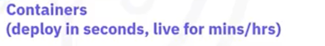 Containers
(deploy in seconds, live for mins/hrs)